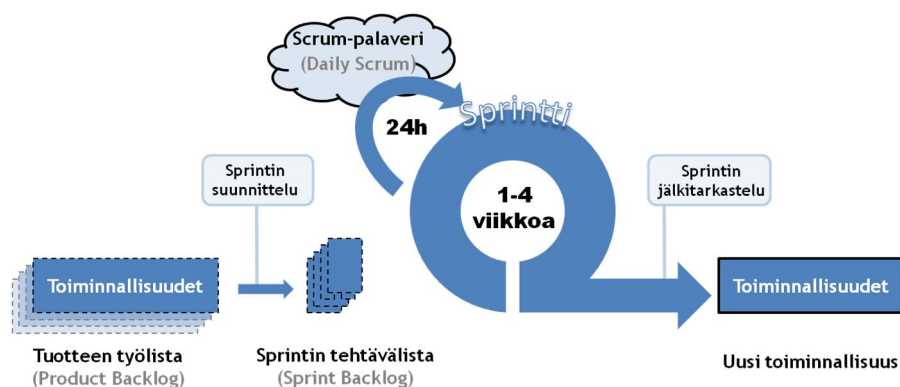 Scrum-palaveri
(Daily Scrum)
24h
Sprintti
1-4
viikkoa
Sprintin
suunnittelu
Sprintin
jälkitarkastelu
Toiminnallisuudet
Toiminnallisuudet
Tuotteen työlista
(Product Backlog)
Sprintin tehtävälista
(Sprint Backlog)
Uusi toiminnallisuus